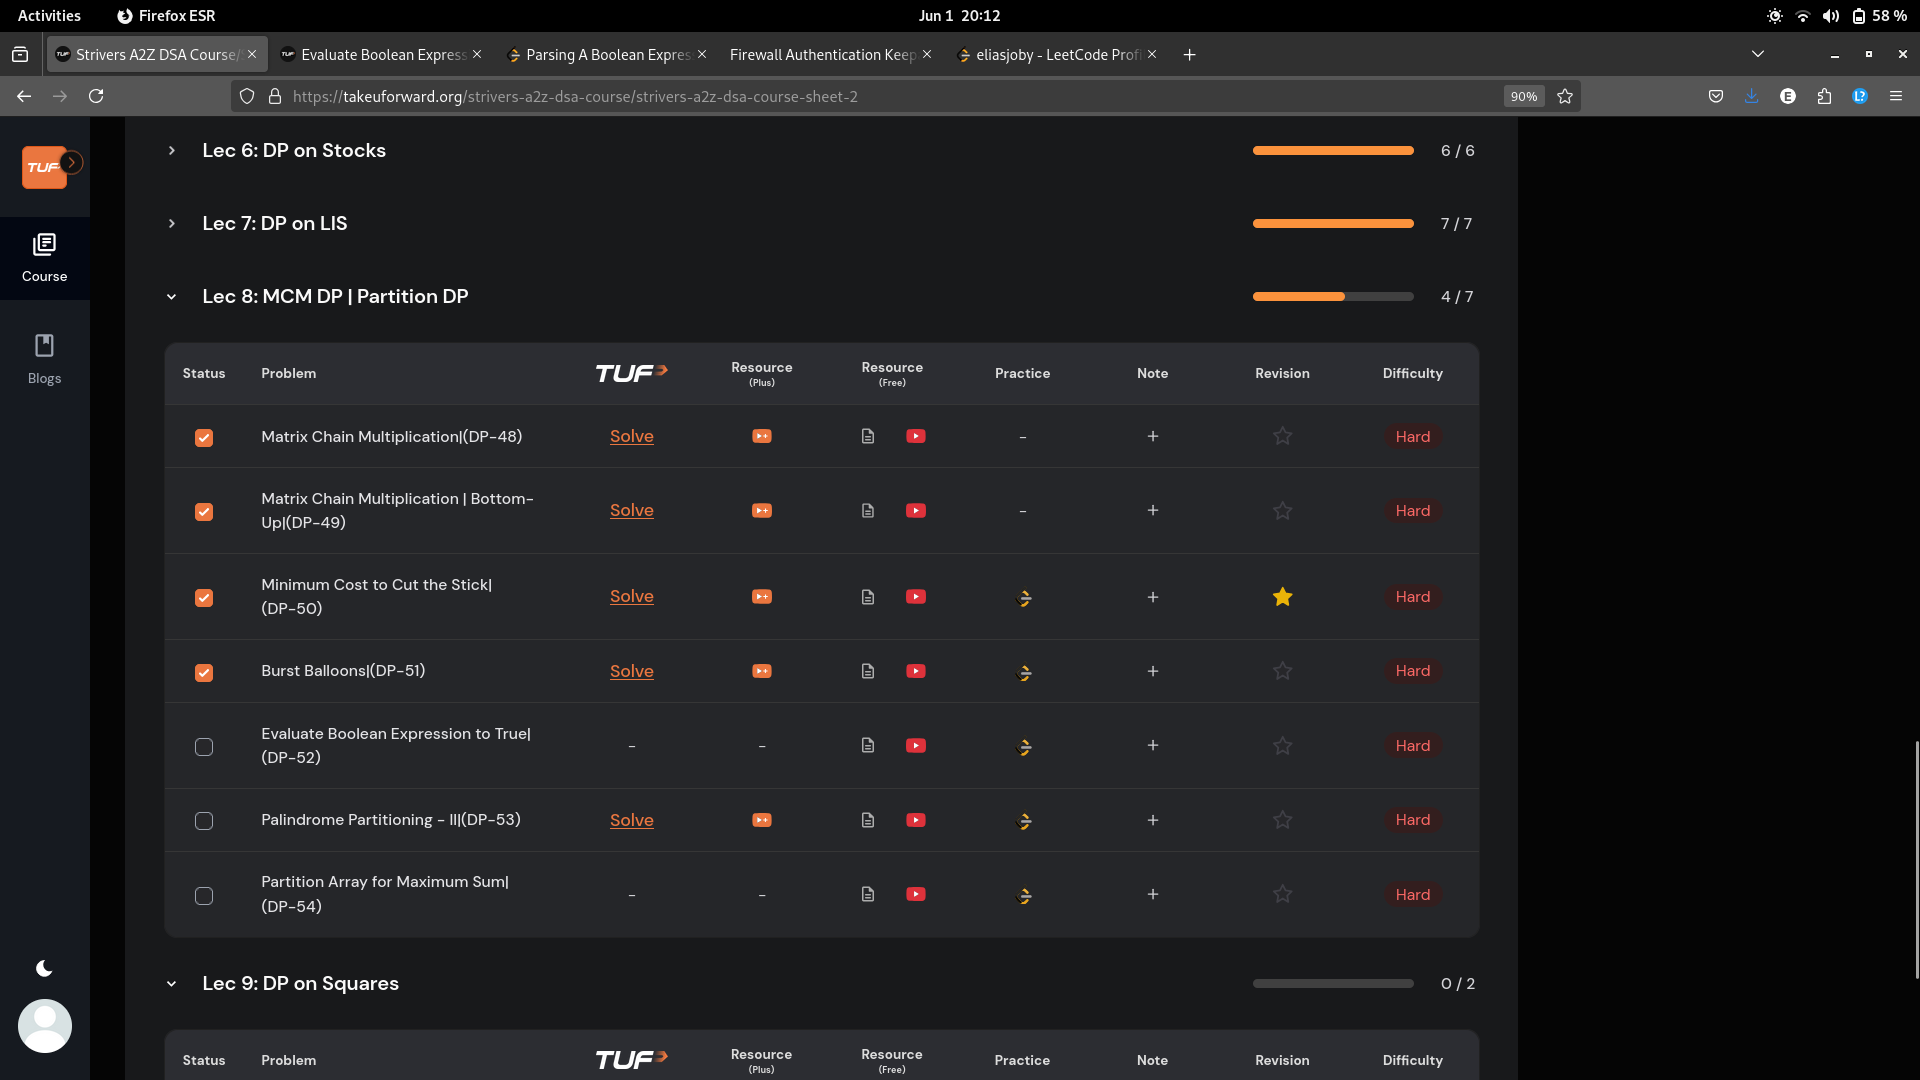 Activities
Firefox ESR
Jun 1 20:12
58 %
Strivers A2Z DSA Course/
Evaluate Boolean Express
Parsing A Boolean Expres
Firewall Authentication Keep
eliasjoby - LeetCode Profi
https://takeuforward.org/strivers-a2z-dsa-course/strivers-a2z-dsa-course-sheet-2
90%
E
L?
TUF
Course
Blogs
Lec 6: DP on Stocks
6 / 6
Lec 7: DP on LIS
7 / 7
Lec 8: MCM DP | Partition DP
4 / 7
Status
Problem
TUF
Resource
(Plus)
Resource
(Free)
Practice
Note
Revision
Difficulty
Matrix Chain Multiplication|(DP-48)
Solve
-
+
Hard
Matrix Chain Multiplication | Bottom-
Up|(DP-49)
Solve
-
+
Hard
Minimum Cost to Cut the Stick|
(DP-50)
Solve
+
Hard
Burst Balloons|(DP-51)
Solve
+
Hard
Evaluate Boolean Expression to True|
(DP-52)
-
-
+
Hard
Palindrome Partitioning - II|(DP-53)
Solve
+
Hard
Partition Array for Maximum Sum|
(DP-54)
-
-
+
Hard
Lec 9: DP on Squares
0 / 2
Status
Problem
TUF
Resource
(Plus)
Resource
(Free)
Practice
Note
Revision
Difficulty